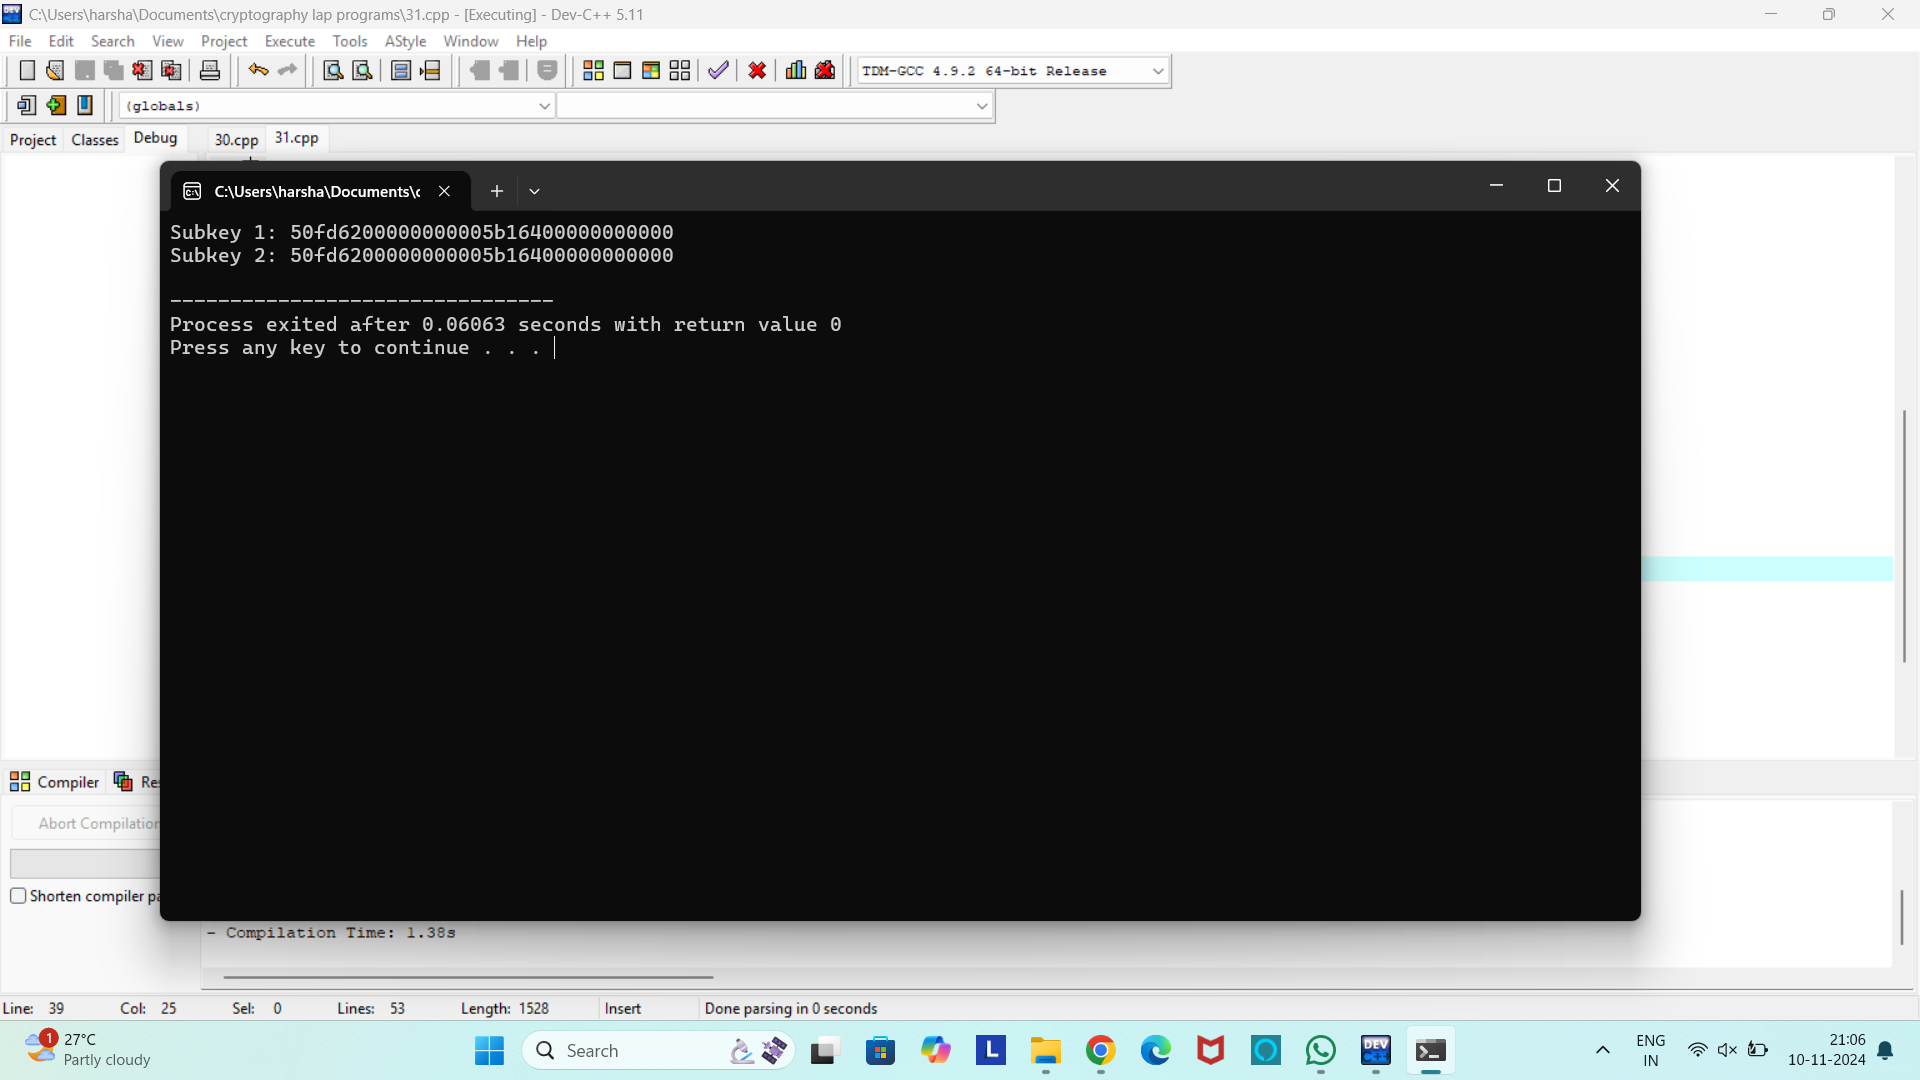 C:\Users\harsha\Documents\cryptography lap programs\31.cpp - [Executing] - Dev-C++ 5.11
File Edit Search View Project Execute Tools AStyle Window Help
TDM-GCC 4.9.2 64-bit Release
(globals)
Project Classes Debug 30.cpp 31.cpp
C:\Users\harsha\Documents\c
Subkey 1: 50fd6200000000005b16400000000000
Subkey 2: 50fd6200000000005b16400000000000
--------------------------------
Process exited after 0.06063 seconds with return value 0
Press any key to continue . . .
Compiler Res
Abort Compilation
Shorten compiler pa
- Compilation Time: 1.38s
Line: 39 Col: 25 Sel: 0 Lines: 53 Length: 1528 Insert Done parsing in 0 seconds
1 27°C
Partly cloudy
Search
L
DEV
C++
ENG
IN
21:06
10-11-2024